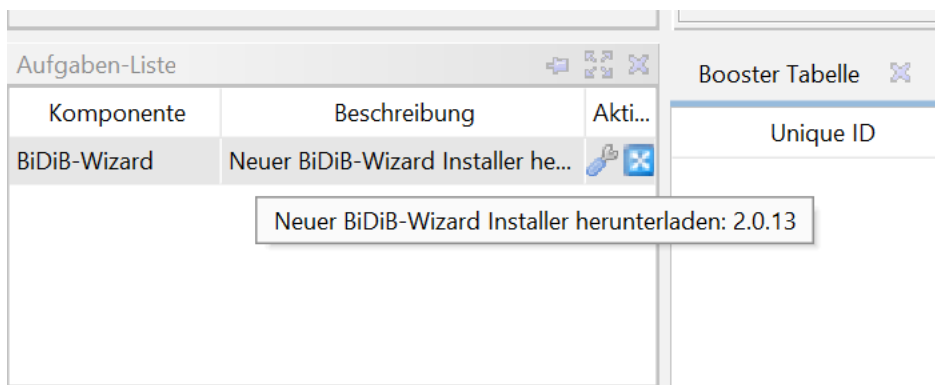 Aufgaben-Liste
Booster Tabelle
Komponente Beschreibung Akti...
Unique ID
BiDiB-Wizard Neuer BiDiB-Wizard Installer he...
Neuer BiDiB-Wizard Installer herunterladen: 2.0.13